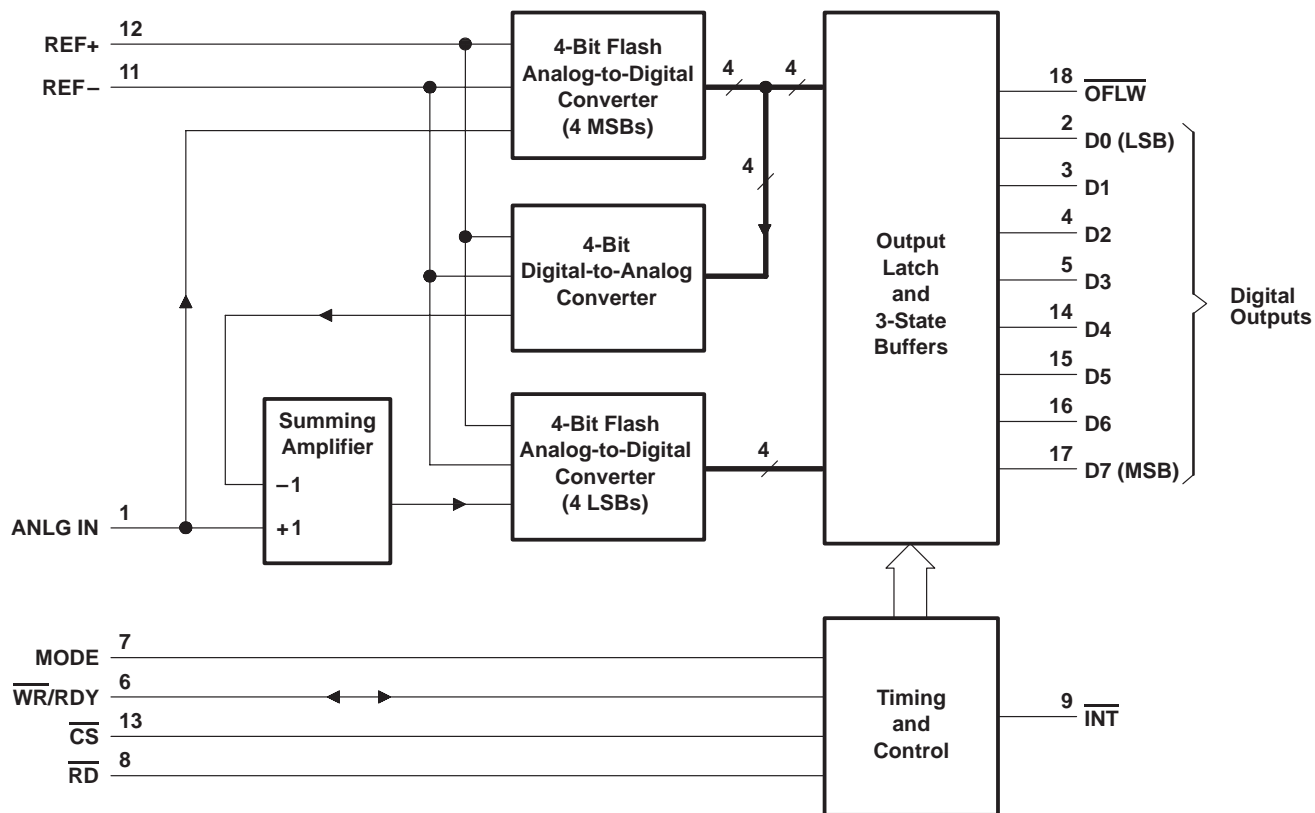 REF+
12
REF–
11
4-Bit Flash
Analog-to-Digital
Converter
(4 MSBs)
4
4
4
4-Bit
Digital-to-Analog
Converter
Summing
Amplifier
–1
+1
ANLG IN
1
4-Bit Flash
Analog-to-Digital
Converter
(4 LSBs)
4
Output
Latch
and
3-State
Buffers
18
OFLW
2
D0 (LSB)
3
D1
4
D2
5
D3
14
D4
15
D5
16
D6
17
D7 (MSB)
Digital
Outputs
MODE
7
WR/RDY
6
CS
13
RD
8
Timing
and
Control
9
INT